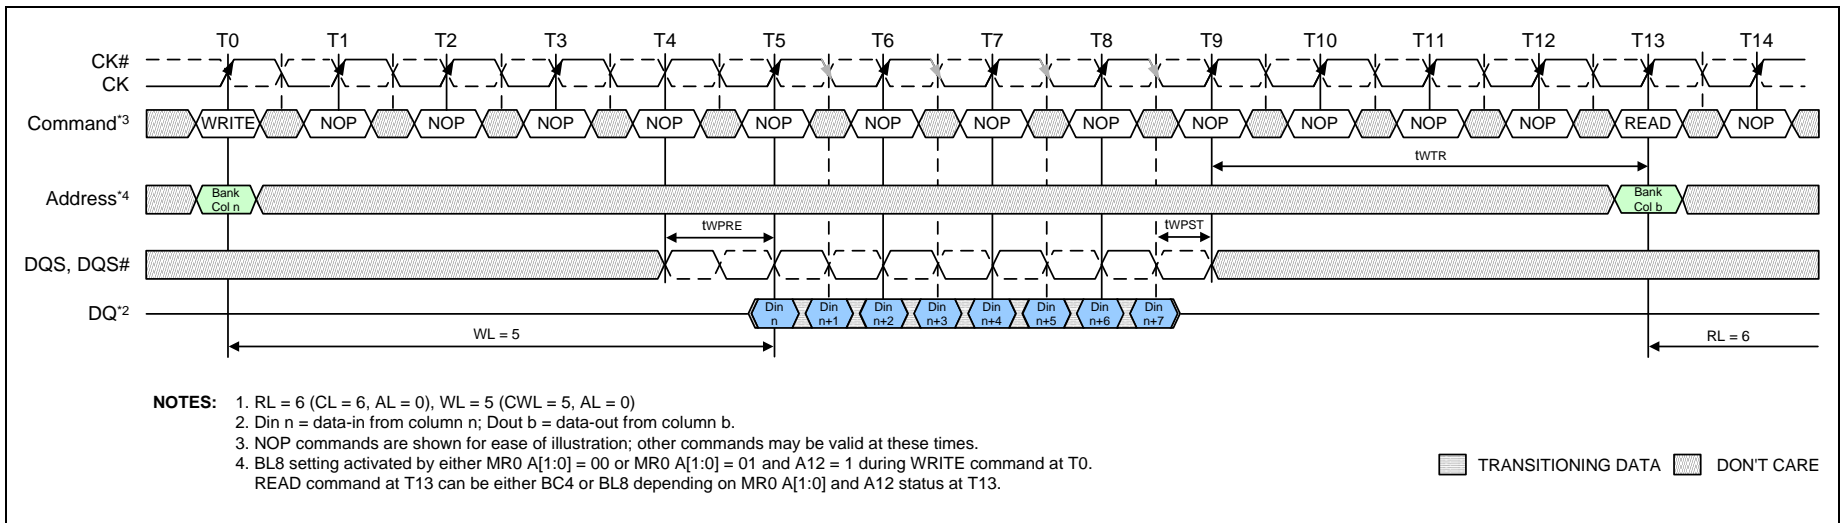 T0 T1 T2 T3 T4 T5 T6 T7 T8 T9 T10 T11 T12 T13 T14
CK#
CK
Command*3 WRITE NOP NOP NOP NOP NOP NOP NOP NOP NOP NOP NOP NOP READ NOP
tWTR
Address*4 Bank Col n Bank Col b
tWPRE tWPST
DQS, DQS#
DQ*2 Din n Din n+1 Din n+2 Din n+3 Din n+4 Din n+5 Din n+6 Din n+7
WL = 5 RL = 6
NOTES: 1. RL = 6 (CL = 6, AL = 0), WL = 5 (CWL = 5, AL = 0)
2. Din n = data-in from column n; Dout b = data-out from column b.
3. NOP commands are shown for ease of illustration; other commands may be valid at these times.
4. BL8 setting activated by either MR0 A[1:0] = 00 or MR0 A[1:0] = 01 and A12 = 1 during WRITE command at T0.
READ command at T13 can be either BC4 or BL8 depending on MR0 A[1:0] and A12 status at T13.
TRANSITIONING DATA DON'T CARE